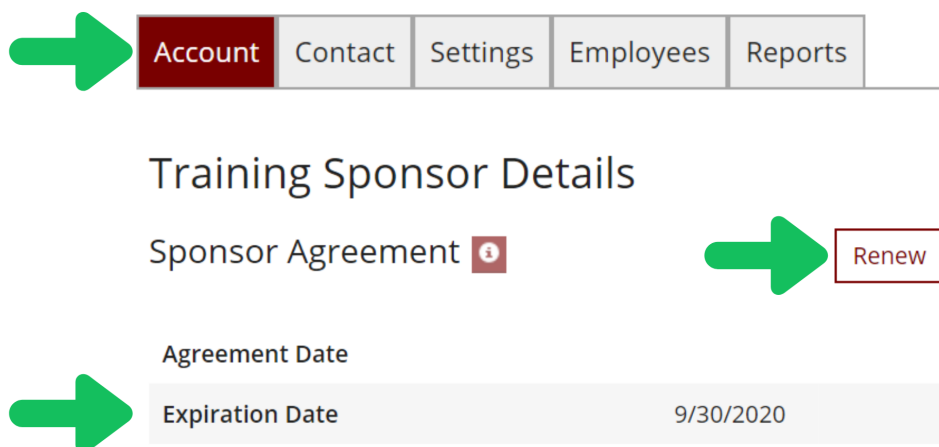 Account Contact Settings Employees Reports
Training Sponsor Details
Sponsor Agreement
Renew
Agreement Date
Expiration Date 9/30/2020